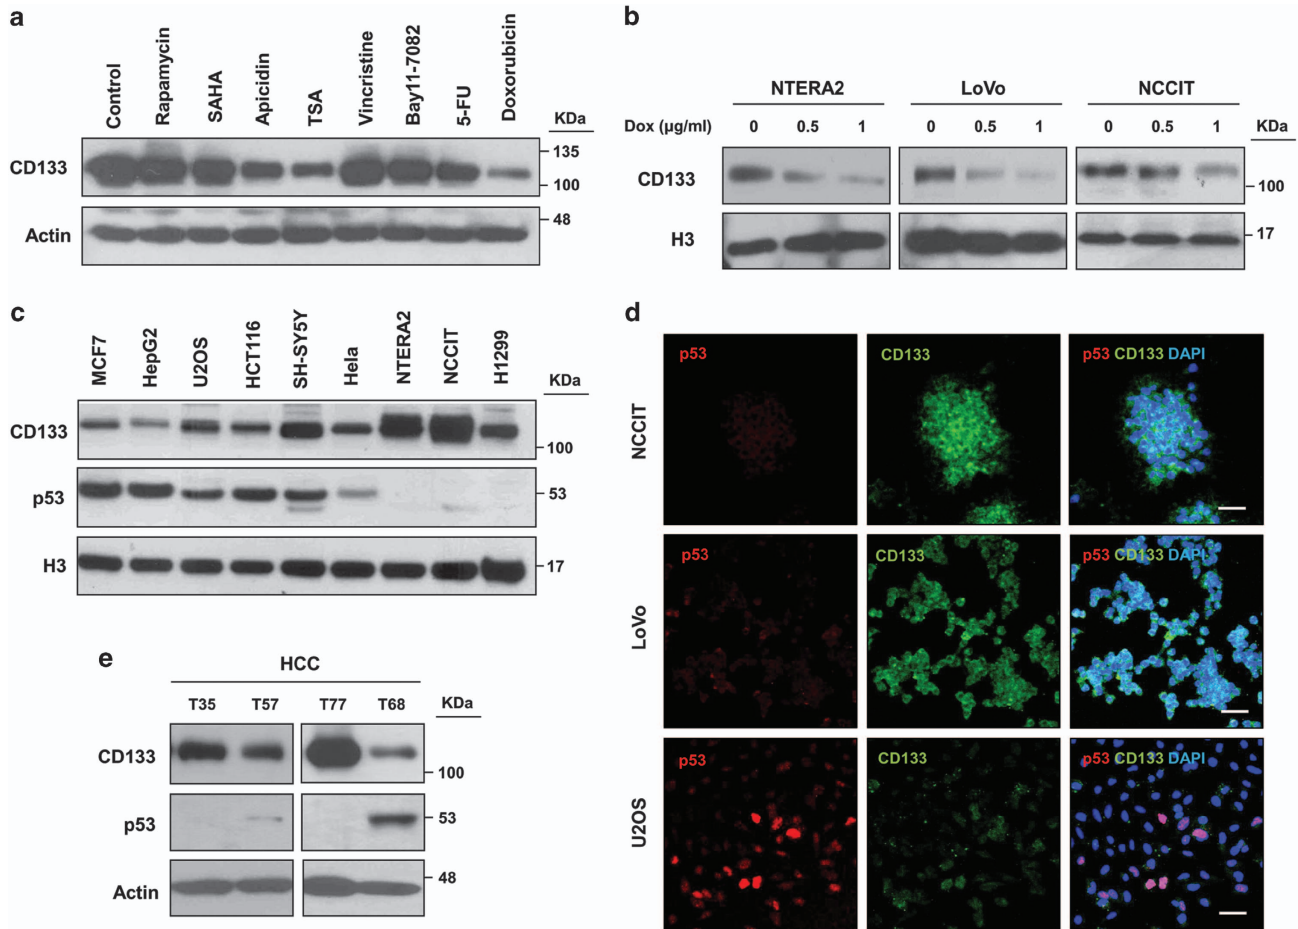 a
Control
Rapamycin
SAHA
Apicidin
TSA
Vincristine
Bay11-7082
5-FU
Doxorubicin
KDa
CD133
135
100
Actin
48
b
NTERA2 LoVo NCCIT
Dox (µg/ml) 0 0.5 1 0 0.5 1 0 0.5 1 KDa
CD133
100
H3
17
c
MCF7
HepG2
U2OS
HCT116
SH-SY5Y
Hela
NTERA2
NCCIT
H1299
KDa
CD133
100
p53
53
H3
17
d
NCCIT
p53
CD133
p53 CD133 DAPI
LoVo
p53
CD133
p53 CD133 DAPI
U2OS
p53
CD133
p53 CD133 DAPI
e
HCC
T35 T57 T77 T68 KDa
CD133
100
p53
53
Actin
48